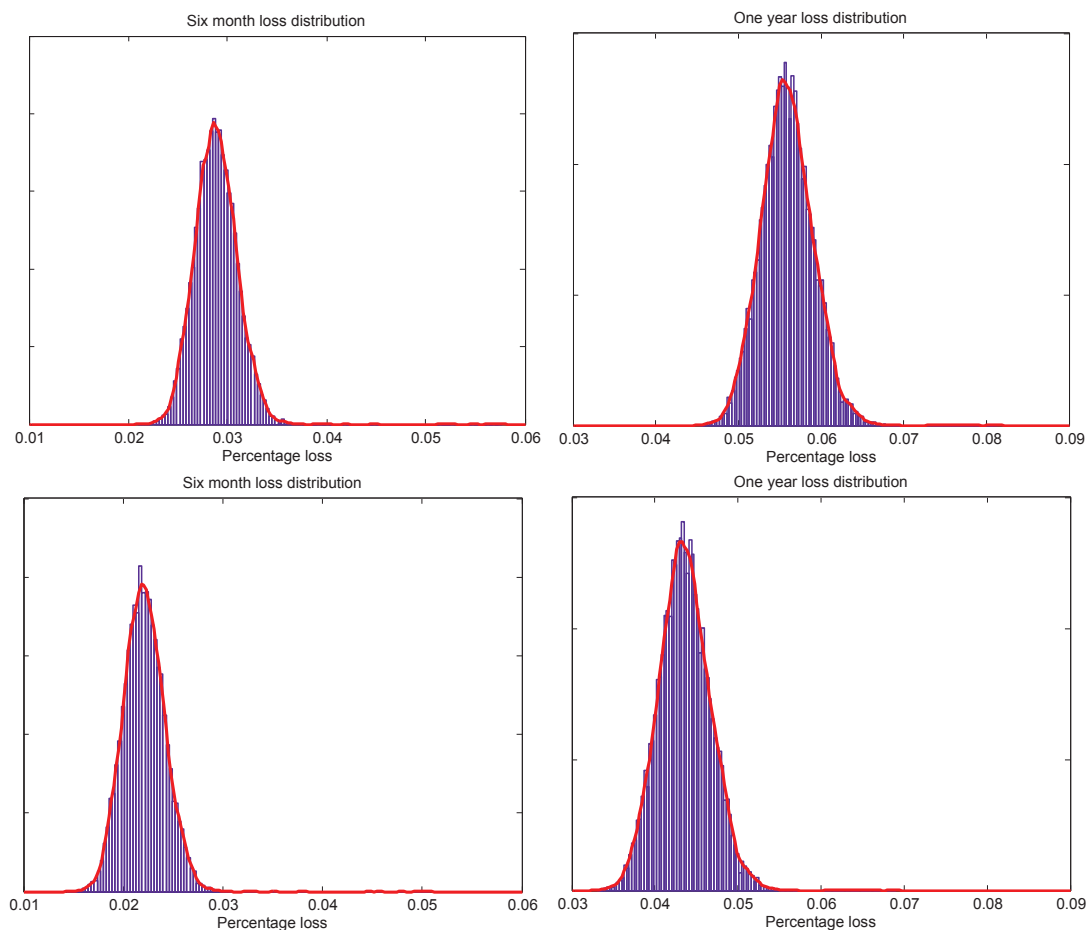 Six month loss distribution
0.01 0.02 0.03 0.04 0.05 0.06
Percentage loss
One year loss distribution
0.03 0.04 0.05 0.06 0.07 0.08 0.09
Percentage loss
Six month loss distribution
0.01 0.02 0.03 0.04 0.05 0.06
Percentage loss
One year loss distribution
0.03 0.04 0.05 0.06 0.07 0.08 0.09
Percentage loss